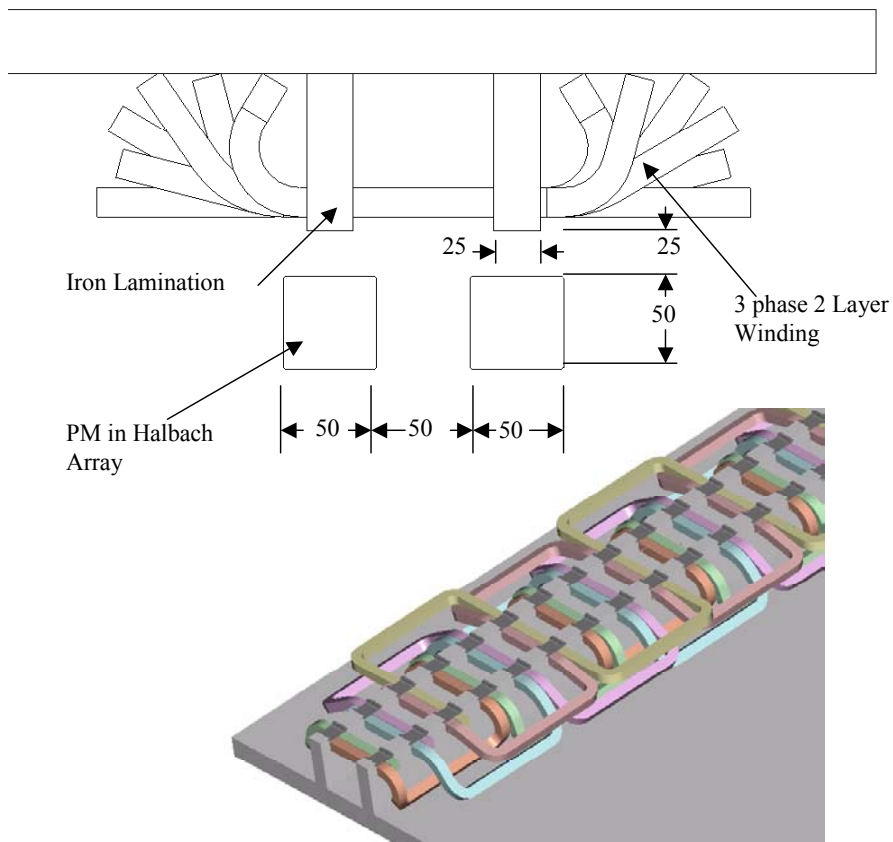 25
25
Iron Lamination
50
3 phase 2 Layer
Winding
PM in Halbach
Array
50
50
50